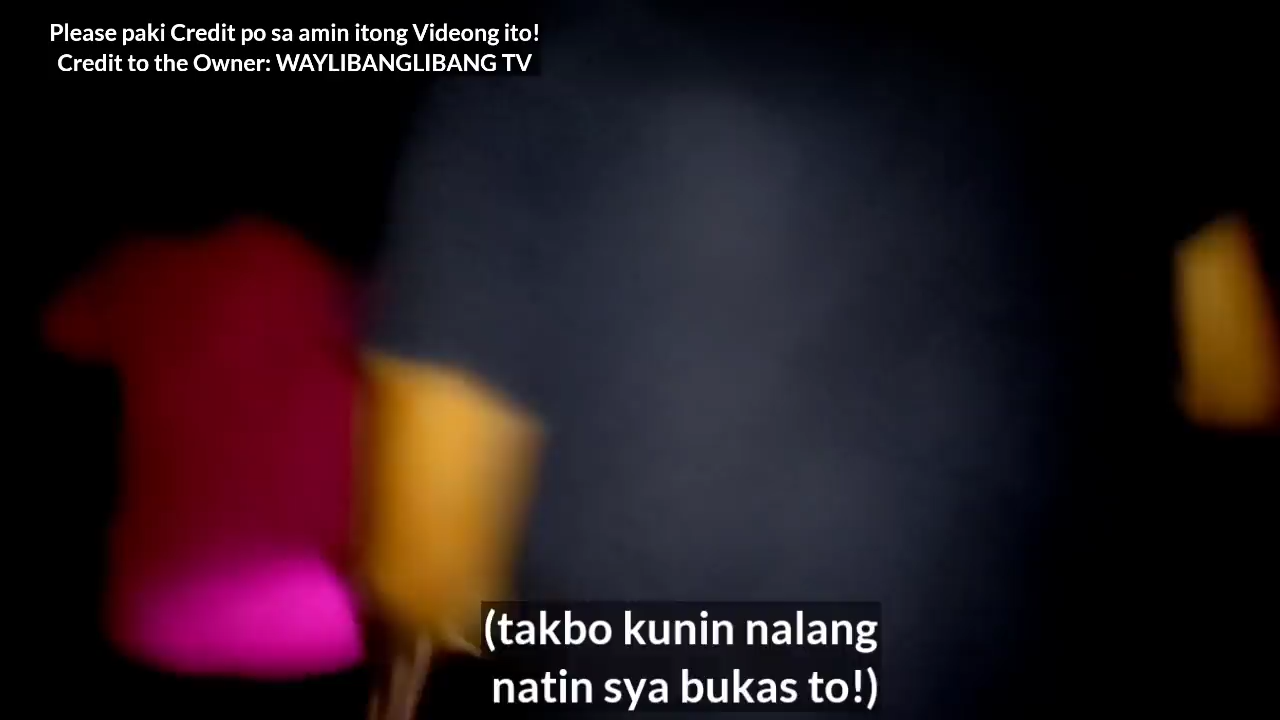 Please paki Credit po sa amin itong Videong ito!
Credit to the Owner: WAYLIBANGLIBANG TV
(takbo kunin nalang
natin sya bukas to!)